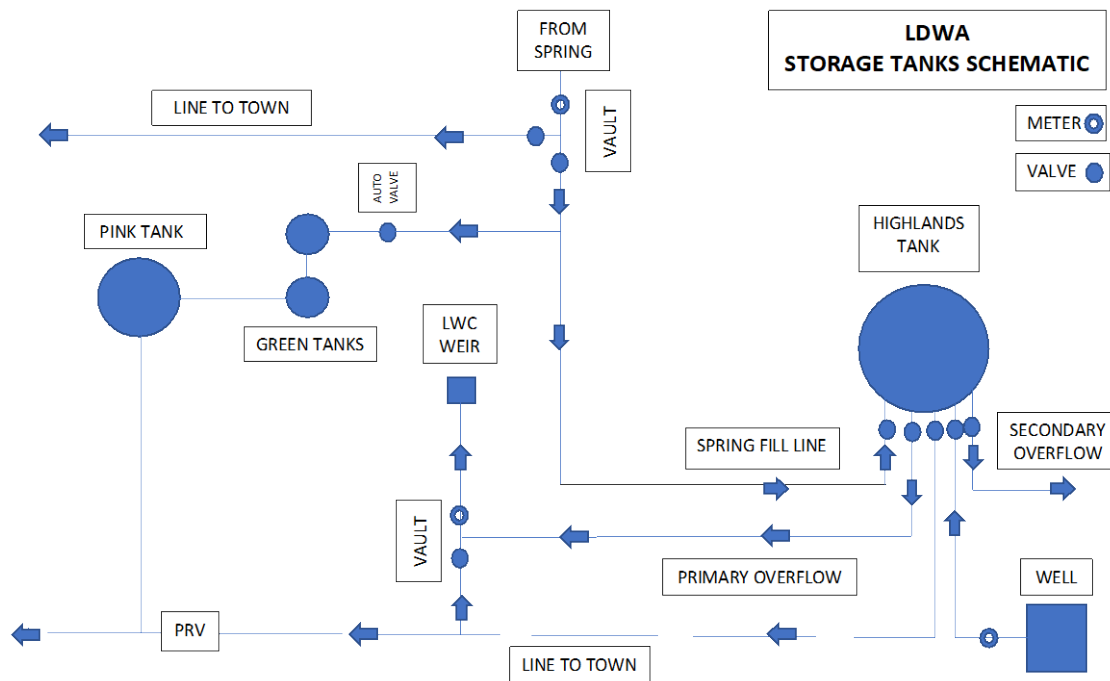 FROM
SPRING
LDWA
STORAGE TANKS SCHEMATIC
LINE TO TOWN
VAULT
METER
VALVE
AUTO
VALVE
PINK TANK
HIGHLANDS
TANK
GREEN TANKS
LWC
WEIR
SPRING FILL LINE
SECONDARY
OVERFLOW
VAULT
PRIMARY OVERFLOW
WELL
PRV
LINE TO TOWN